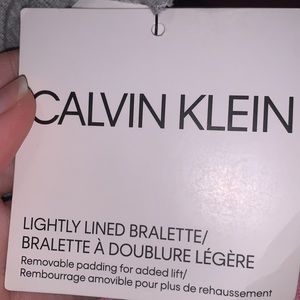 CALVIN KLEIN
LIGHTLY LINED BRALETTE/
BRALETTE À DOUBLURE LÉGÈRE
Removable padding for added lift/
Rembourrage amovible pour plus de rehaussement